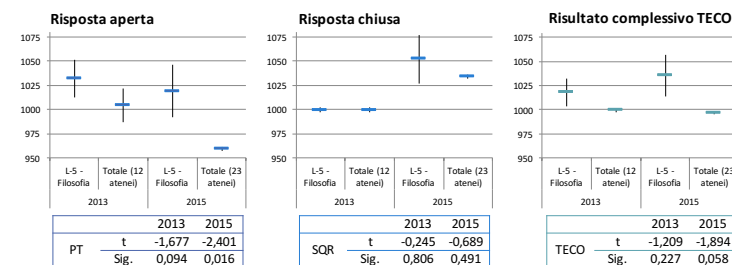 Risposta aperta
1075
1050
1025
1000
975
950
L-5 - Filosofia
Totale (12 atenei)
L-5 - Filosofia
Totale (23 atenei)
2013
2015
2013 2015
PT t -1,677 -2,401
Sig. 0,094 0,016
Risposta chiusa
1075
1050
1025
1000
975
950
L-5 - Filosofia
Totale (12 atenei)
L-5 - Filosofia
Totale (23 atenei)
2013
2015
2013 2015
SQR t -0,245 -0,689
Sig. 0,806 0,491
Risultato complessivo TECO
1075
1050
1025
1000
975
950
L-5 - Filosofia
Totale (12 atenei)
L-5 - Filosofia
Totale (23 atenei)
2013
2015
2013 2015
TECO t -1,209 -1,894
Sig. 0,227 0,058